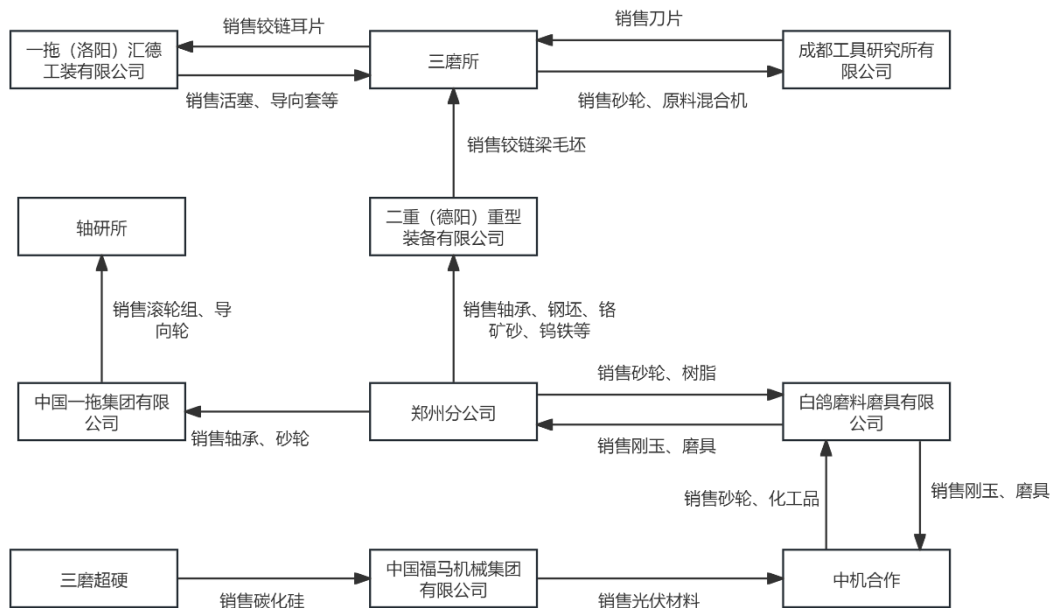 销售铰链耳片
销售刀片
一拖（洛阳）汇德
工装有限公司
三磨所
成都工具研究所有
限公司
销售活塞、导向套等
销售砂轮、原料混合机
销售铰链梁毛坯
轴研所
二重（德阳）重型
装备有限公司
销售滚轮组、导
向轮
销售轴承、钢坯、铬
矿砂、钨铁等
销售砂轮、树脂
中国一拖集团有限
公司
郑州分公司
白鸽磨料磨具有限
公司
销售轴承、砂轮
销售刚玉、磨具
销售砂轮、化工品
销售刚玉、磨具
三磨超硬
中国福马机械集团
有限公司
中机合作
销售碳化硅
销售光伏材料